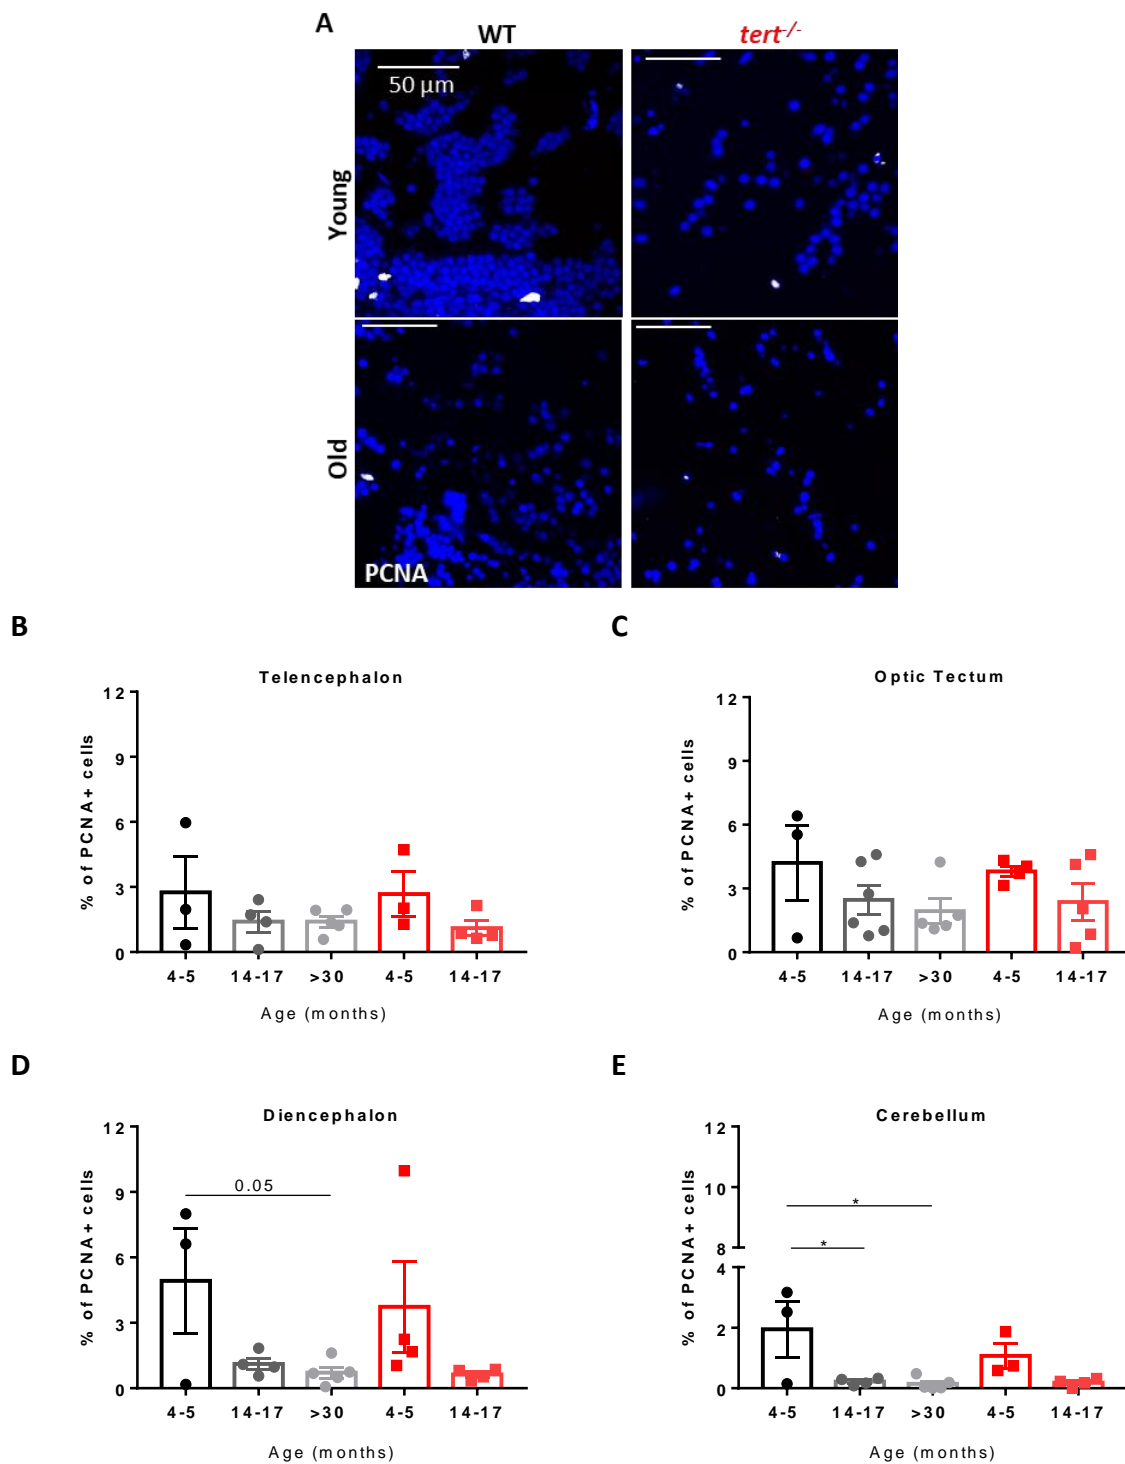 A
WT
tert-/-
50 μm
Young
Old
PCNA
B
Telencephalon
% of PCNA+ cells
12
9
6
3
0
4-5 14-17 >30 4-5 14-17
Age (months)
C
Optic Tectum
% of PCNA+ cells
12
9
6
3
0
4-5 14-17 >30 4-5 14-17
Age (months)
D
Diencephalon
% of PCNA+ cells
12
9
6
3
0
0.05
4-5 14-17 >30 4-5 14-17
Age (months)
E
Cerebellum
% of PCNA+ cells
12
10
8
4
2
0
*
*
4-5 14-17 >30 4-5 14-17
Age (months)